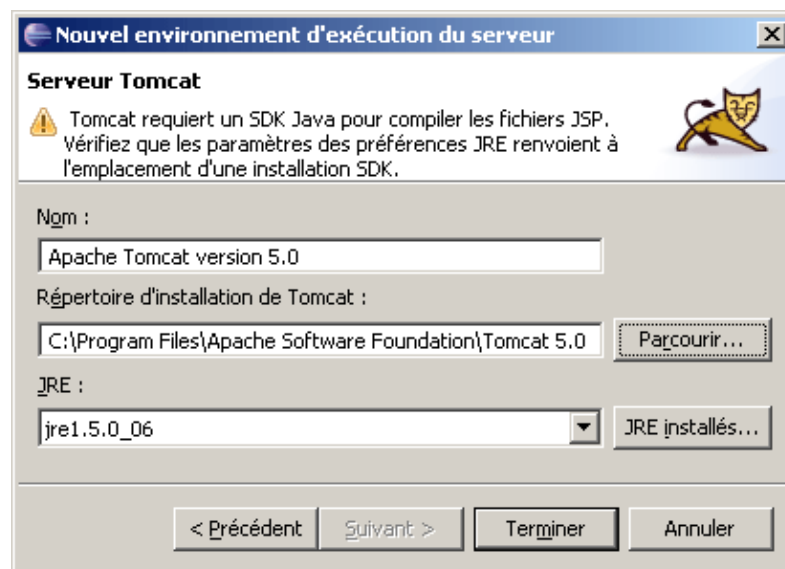 Nouvel environnement d'exécution du serveur
Serveur Tomcat
Tomcat requiert un SDK Java pour compiler les fichiers JSP.
Vérifiez que les paramètres des préférences JRE renvoient à
l'emplacement d'une installation SDK.
Nom :
Apache Tomcat version 5.0
Répertoire d'installation de Tomcat :
C:\Program Files\Apache Software Foundation\Tomcat 5.0
Parcourir...
JRE :
jre1.5.0_06
JRE installés...
< Précédent
Suivant >
Terminer
Annuler